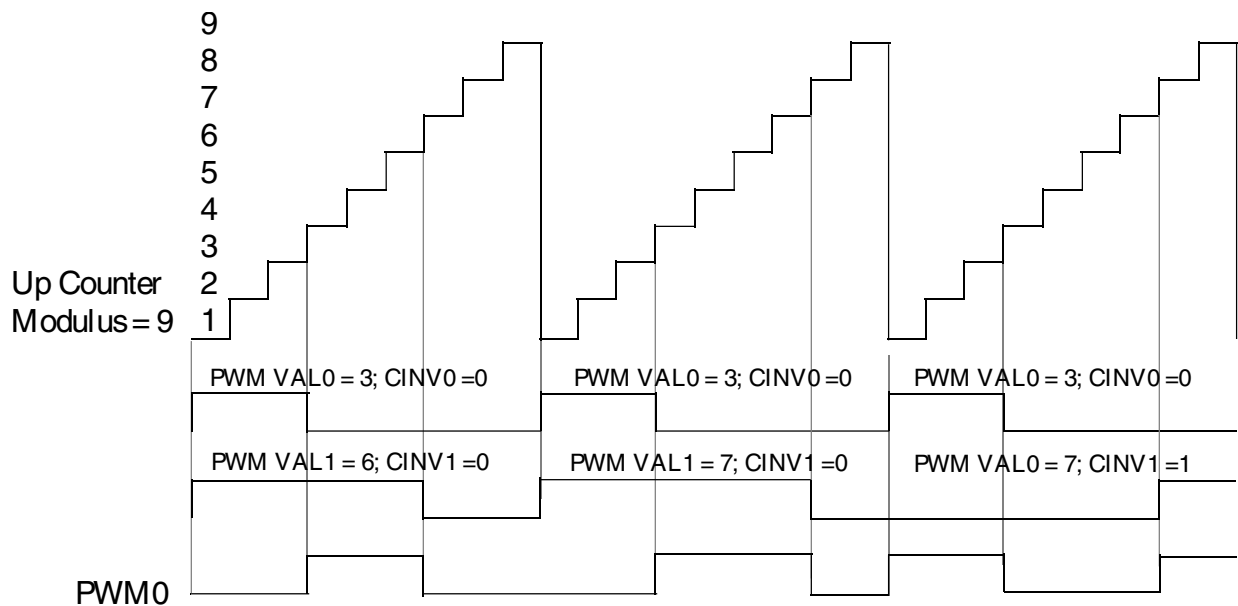 9
8
7
6
5
4
3
Up Counter 2
Modulus = 9 1
PWM VAL0 = 3; CINV0 =0 PWM VAL0 = 3; CINV0 =0 PWM VAL0 = 3; CINV0 =0
PWM VAL1 = 6; CINV1 =0 PWM VAL1 = 7; CINV1 =0 PWM VAL0 = 7; CINV1 =1
PWM0